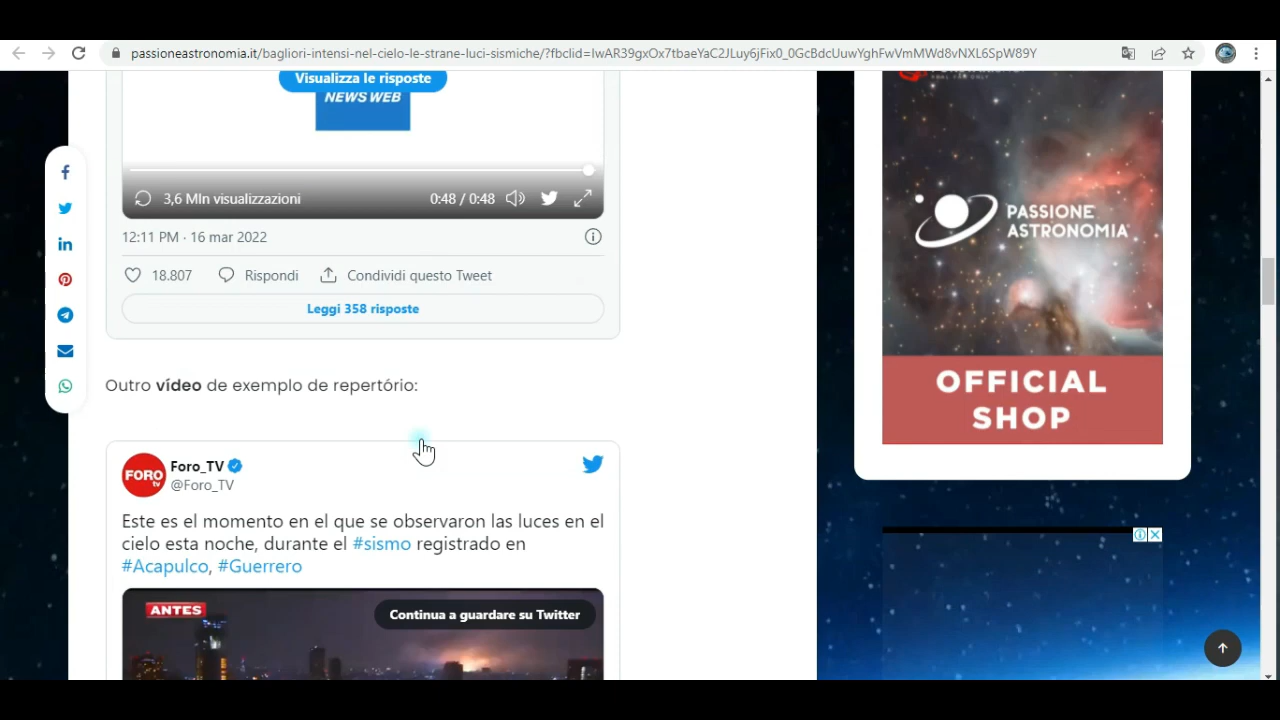 passioneastronomia.it/bagliori-intensi-nel-cielo-le-strane-luci-sismiche/?fbclid=IwAR39gxOx7tbaeYaC2JLuy6jFix0_0GcBdcUuwYghFwVmMWd8vNXL6SpW89Y
Visualizza le risposte
NEWS WEB
3,6 Mln visualizzazioni
0:48 / 0:48
12:11 PM · 16 mar 2022
18.807
Rispondi
Condividi questo Tweet
Leggi 358 risposte
Outro vídeo de exemplo de repertório:
Foro_TV
@Foro_TV
FORO
tv
Este es el momento en el que se observaron las luces en el
cielo esta noche, durante el #sismo registrado en
#Acapulco, #Guerrero
ANTES
Continua a guardare su Twitter
PASSIONE
ASTRONOMIA
OFFICIAL
SHOP